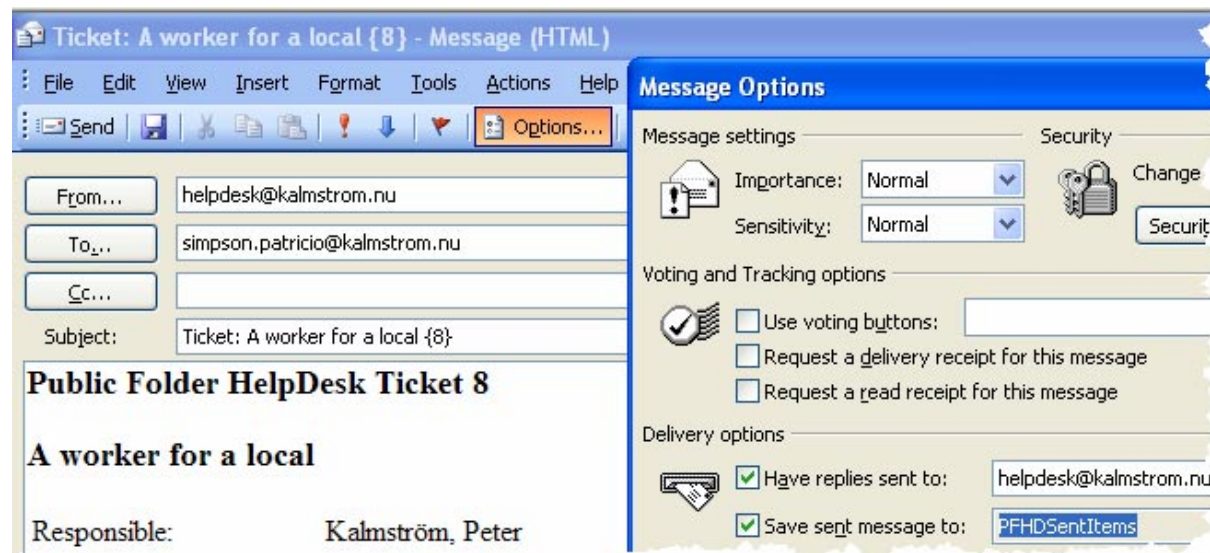 Ticket: A worker for a local {8} - Message (HTML)
File Edit View Insert Format Tools Actions Help
Send Options...
From... helpdesk@kalmstrom.nu
To... simpson.patricio@kalmstrom.nu
Cc...
Subject: Ticket: A worker for a local {8}
Public Folder HelpDesk Ticket 8
A worker for a local
Responsible: Kalmström, Peter
Message Options
Message settings Security
Importance: Normal Change
Sensitivity: Normal Securit
Voting and Tracking options
Use voting buttons:
Request a delivery receipt for this message
Request a read receipt for this message
Delivery options
Have replies sent to: helpdesk@kalmstrom.nu
Save sent message to: PFHDSentItems